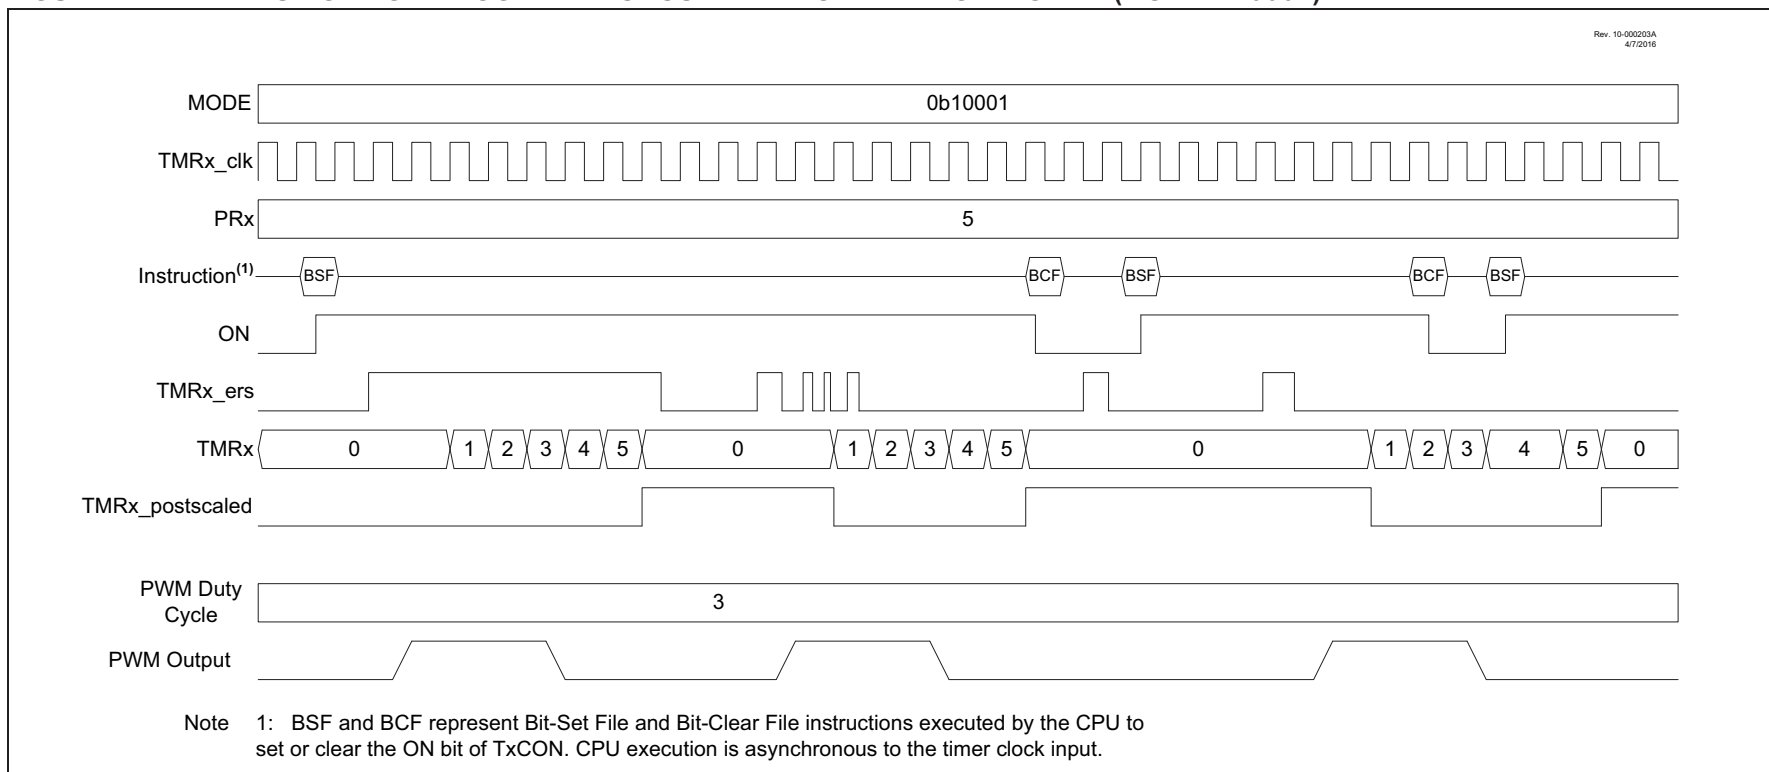 Rev. 10-000203A
4/7/2016
MODE 0b10001
TMRx_clk
PRx 5
Instruction(1) BSF BCF BSF BCF BSF
ON
TMRx_ers
TMRx 0 1 2 3 4 5 0 1 2 3 4 5 0 1 2 3 4 5 0
TMRx_postscaled
PWM Duty
Cycle 3
PWM Output
Note 1: BSF and BCF represent Bit-Set File and Bit-Clear File instructions executed by the CPU to
set or clear the ON bit of TxCON. CPU execution is asynchronous to the timer clock input.